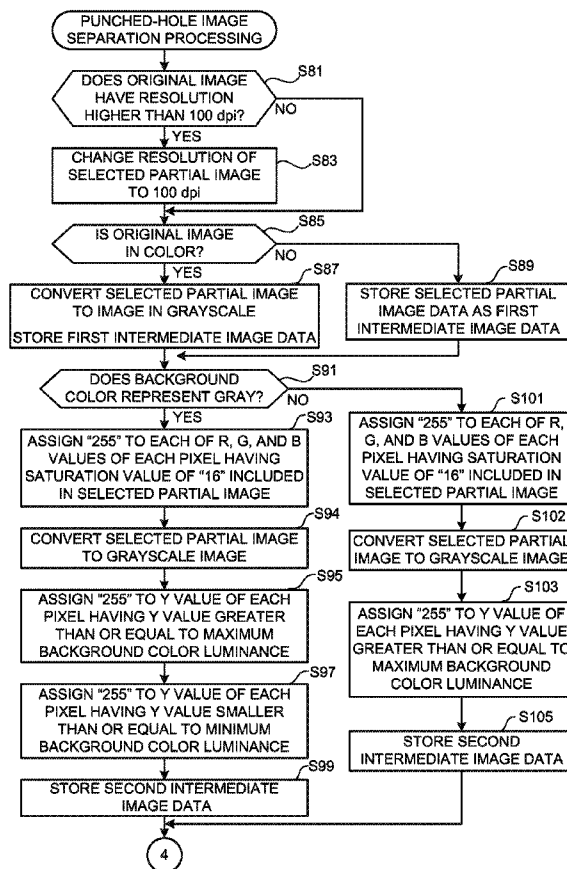 PUNCHED-HOLE IMAGE
SEPARATION PROCESSING
S81
DOES ORIGINAL IMAGE
HAVE RESOLUTION
HIGHER THAN 100 dpi?
NO
YES
S83
CHANGE RESOLUTION OF
SELECTED PARTIAL IMAGE
TO 100 dpi
S85
IS ORIGINAL IMAGE
IN COLOR?
NO
YES
S87
CONVERT SELECTED PARTIAL IMAGE
TO IMAGE IN GRAYSCALE
STORE FIRST INTERMEDIATE IMAGE DATA
S89
STORE SELECTED PARTIAL
IMAGE DATA AS FIRST
INTERMEDIATE IMAGE DATA
S91
DOES BACKGROUND
COLOR REPRESENT GRAY?
NO
YES
S93
ASSIGN "255" TO EACH OF R, G, AND B
VALUES OF EACH PIXEL HAVING
SATURATION VALUE OF "16" INCLUDED
IN SELECTED PARTIAL IMAGE
S94
CONVERT SELECTED PARTIAL IMAGE
TO GRAYSCALE IMAGE
S95
ASSIGN "255" TO Y VALUE OF EACH
PIXEL HAVING Y VALUE GREATER
THAN OR EQUAL TO MAXIMUM
BACKGROUND COLOR LUMINANCE
S97
ASSIGN "255" TO Y VALUE OF EACH
PIXEL HAVING Y VALUE SMALLER
THAN OR EQUAL TO MINIMUM
BACKGROUND COLOR LUMINANCE
S99
STORE SECOND INTERMEDIATE
IMAGE DATA
S101
ASSIGN "255" TO EACH OF R,
G, AND B VALUES OF EACH
PIXEL HAVING SATURATION
VALUE OF "16" INCLUDED IN
SELECTED PARTIAL IMAGE
S102
CONVERT SELECTED PARTIAL
IMAGE TO GRAYSCALE IMAGE
S103
ASSIGN "255" TO Y VALUE OF
EACH PIXEL HAVING Y VALUE
GREATER THAN OR EQUAL TO
MAXIMUM BACKGROUND
COLOR LUMINANCE
S105
STORE SECOND
INTERMEDIATE IMAGE DATA
4